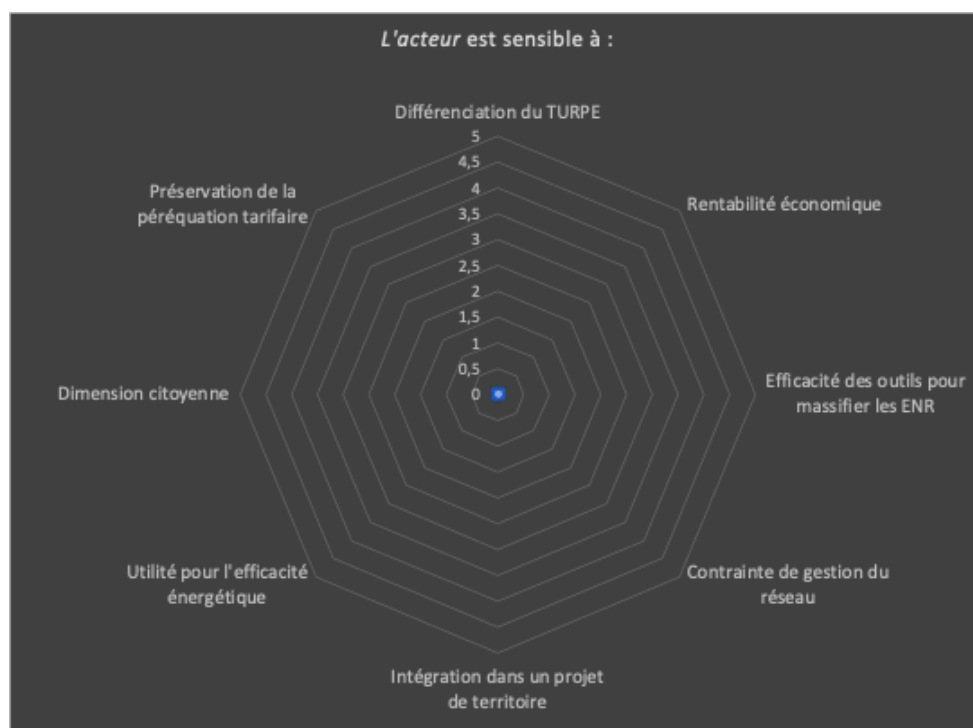 L'acteur est sensible à :
Différenciation du TURPE
5
4,5
4
3,5
3
2,5
2
1,5
1
0,5
0
Rentabilité économique
Efficacité des outils pour
massifier les ENR
Contrainte de gestion du
réseau
Intégration dans un projet
de territoire
Utilité pour l'efficacité
énergétique
Dimension citoyenne
Préservation de la
péréquation tarifaire